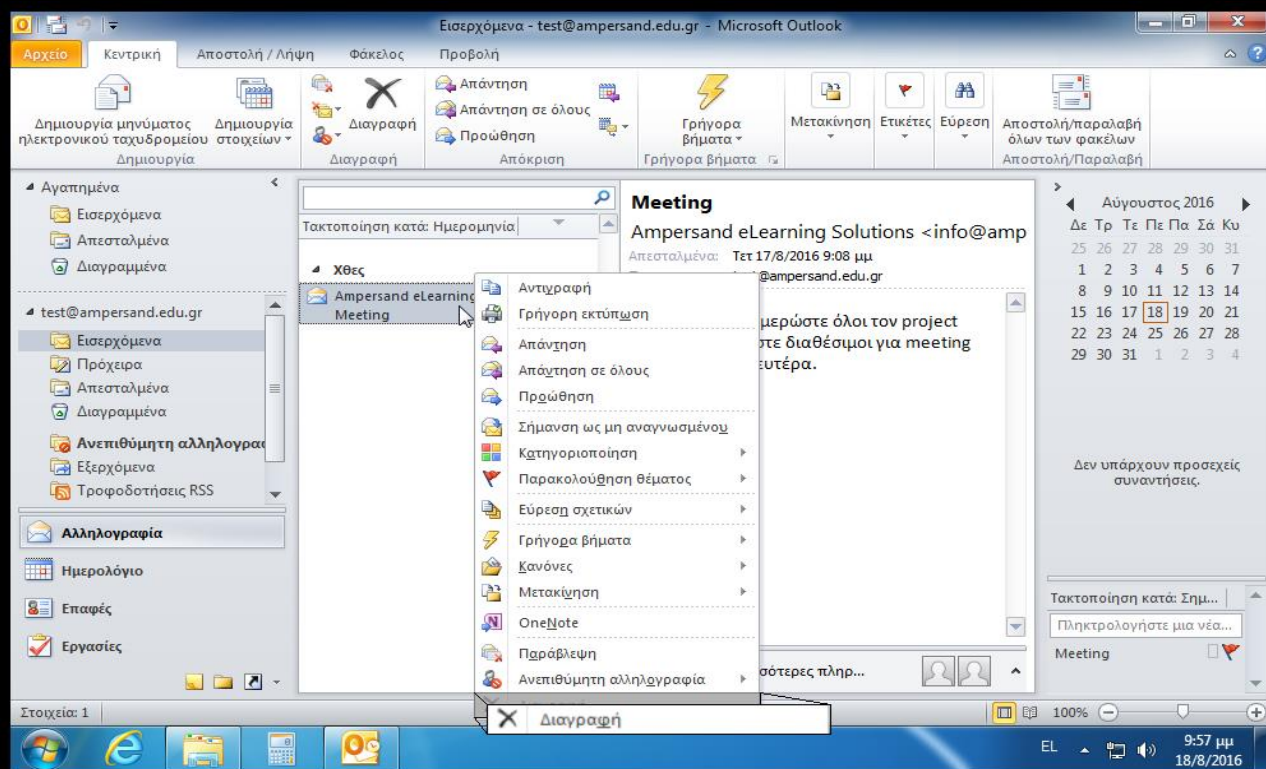 Εισερχόμενα - test@ampersand.edu.gr - Microsoft Outlook
Αρχείο Κεντρική Αποστολή / Λήψη Φάκελος Προβολή
Δημιουργία μηνύματος ηλεκτρονικού ταχυδρομείου
Δημιουργία στοιχείων
Δημιουργία
Διαγραφή
Διαγραφή
Απάντηση
Απάντηση σε όλους
Προώθηση
Απόκριση
Γρήγορα βήματα
Γρήγορα βήματα
Μετακίνηση
Ετικέτες
Εύρεση
Αποστολή/παραλαβή όλων των φακέλων
Αποστολή/Παραλαβή
Αγαπημένα
Εισερχόμενα
Απεσταλμένα
Διαγραμμένα
test@ampersand.edu.gr
Εισερχόμενα
Πρόχειρα
Απεσταλμένα
Διαγραμμένα
Ανεπιθύμητη αλληλογρα
Εξερχόμενα
Τροφοδοτήσεις RSS
Αλληλογραφία
Ημερολόγιο
Επαφές
Εργασίες
Τακτοποίηση κατά: Ημερομηνία
Χθες
Ampersand eLearning
Meeting
Meeting
Ampersand eLearning Solutions <info@amp
Απεσταλμένα: Τετ 17/8/2016 9:08 μμ
@ampersand.edu.gr
μερώστε όλοι τον project
τε διαθέσιμοι για meeting
ευτέρα.
σότερες πληρ...
Αντιγραφή
Γρήγορη εκτύπωση
Απάντηση
Απάντηση σε όλους
Προώθηση
Σήμανση ως μη αναγνωσμένου
Κατηγοριοποίηση
Παρακολούθηση θέματος
Εύρεση σχετικών
Γρήγορα βήματα
Κανόνες
Μετακίνηση
OneNote
Παράβλεψη
Ανεπιθύμητη αλληλογραφία
Διαγραφή
Αύγουστος 2016
Δε Τρ Τε Πε Πα Σά Κυ
25 26 27 28 29 30 31
1 2 3 4 5 6 7
8 9 10 11 12 13 14
15 16 17 18 19 20 21
22 23 24 25 26 27 28
29 30 31 1 2 3 4
Δεν υπάρχουν προσεχείς
συναντήσεις.
Τακτοποίηση κατά: Σημ...
Πληκτρολογήστε μια νέα...
Meeting
Στοιχεία: 1
100%
EL
9:57 μμ
18/8/2016